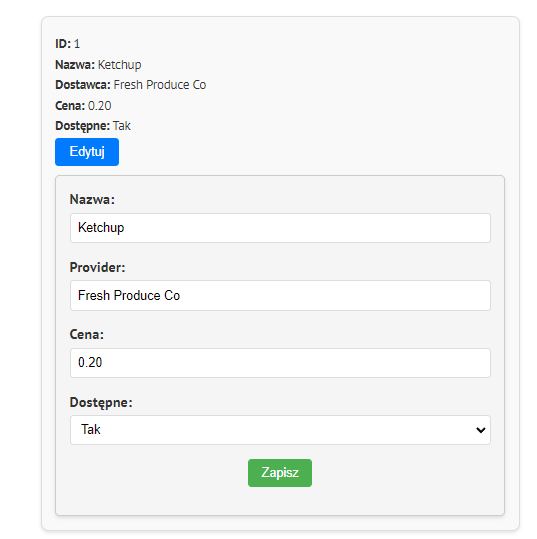 ID: 1
Nazwa: Ketchup
Dostawca: Fresh Produce Co
Cena: 0.20
Dostępne: Tak
Edytuj
Nazwa:
Ketchup
Provider:
Fresh Produce Co
Cena:
0.20
Dostępne:
Tak
Zapisz